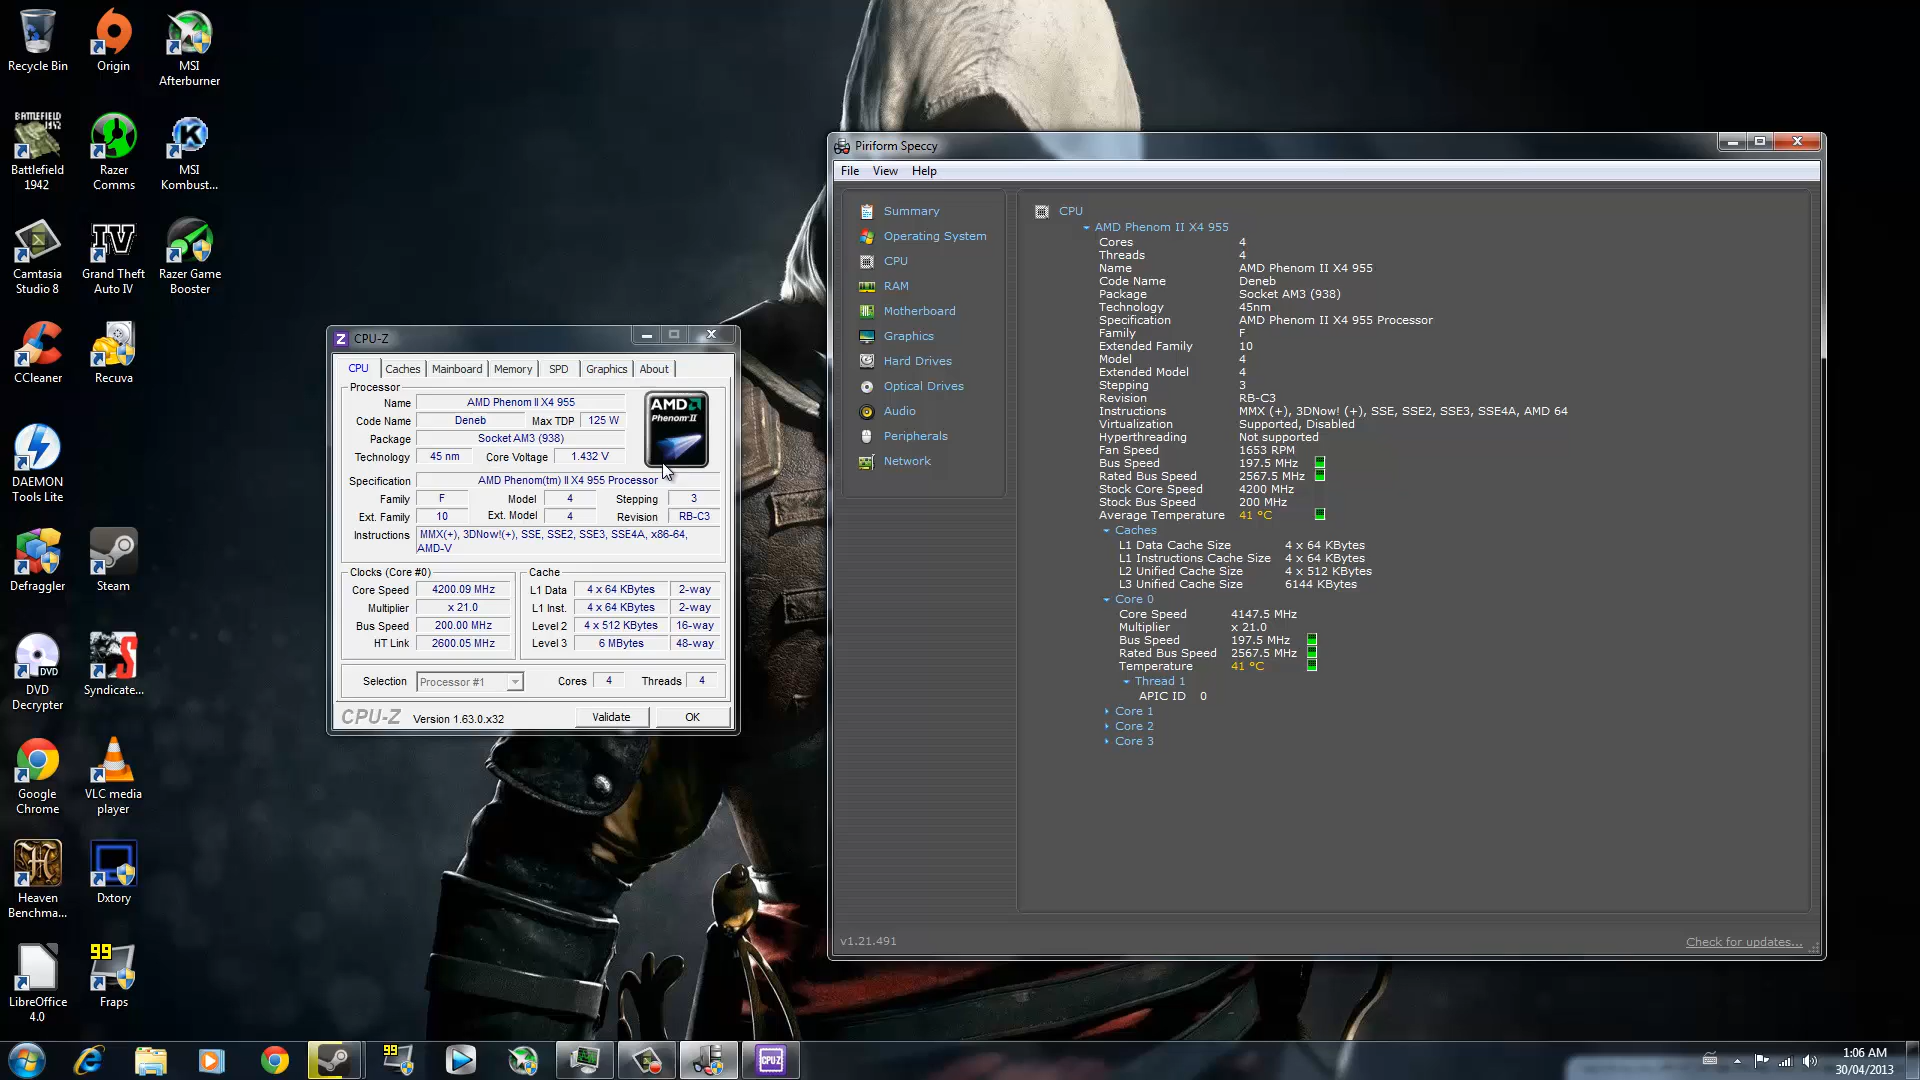 Recycle Bin
Origin
MSI
Afterburner
BATTLEFIELD
1942
Battlefield
1942
Razer
Comms
MSI
Kombust...
Camtasia
Studio 8
IV
Grand Theft
Auto IV
Razer Game
Booster
CCleaner
Recuva
DAEMON
Tools Lite
Defraggler
Steam
DVD
DVD
Decrypter
Syndicate...
Google
Chrome
VLC media
player
Heaven
Benchma...
Dxtory
99
LibreOffice
4.0
Fraps
CPU-Z
CPU Caches Mainboard Memory SPD Graphics About
Processor
Name AMD Phenom II X4 955
Code Name Deneb Max TDP 125 W
Package Socket AM3 (938)
Technology 45 nm Core Voltage 1.432 V
AMD
Phenom II
Specification AMD Phenom(tm) II X4 955 Processor
Family F Model 4 Stepping 3
Ext. Family 10 Ext. Model 4 Revision RB-C3
Instructions MMX(+), 3DNow!(+), SSE, SSE2, SSE3, SSE4A, x86-64,
AMD-V
Clocks (Core #0)
Core Speed 4200.09 MHz
Multiplier x 21.0
Bus Speed 200.00 MHz
HT Link 2600.05 MHz
Cache
L1 Data 4 x 64 KBytes 2-way
L1 Inst. 4 x 64 KBytes 2-way
Level 2 4 x 512 KBytes 16-way
Level 3 6 MBytes 48-way
Selection Processor #1 Cores 4 Threads 4
CPU-Z Version 1.63.0.x32 Validate OK
Piriform Speccy
File View Help
Summary
Operating System
CPU
RAM
Motherboard
Graphics
Hard Drives
Optical Drives
Audio
Peripherals
Network
CPU
AMD Phenom II X4 955
Cores 4
Threads 4
Name AMD Phenom II X4 955
Code Name Deneb
Package Socket AM3 (938)
Technology 45nm
Specification AMD Phenom II X4 955 Processor
Family F
Extended Family 10
Model 4
Extended Model 4
Stepping 3
Revision RB-C3
Instructions MMX (+), 3DNow! (+), SSE, SSE2, SSE3, SSE4A, AMD 64
Virtualization Supported, Disabled
Hyperthreading Not supported
Fan Speed 1653 RPM
Bus Speed 197.5 MHz
Rated Bus Speed 2567.5 MHz
Stock Core Speed 4200 MHz
Stock Bus Speed 200 MHz
Average Temperature 41 °C
Caches
L1 Data Cache Size 4 x 64 KBytes
L1 Instructions Cache Size 4 x 64 KBytes
L2 Unified Cache Size 4 x 512 KBytes
L3 Unified Cache Size 6144 KBytes
Core 0
Core Speed 4147.5 MHz
Multiplier x 21.0
Bus Speed 197.5 MHz
Rated Bus Speed 2567.5 MHz
Temperature 41 °C
Thread 1
APIC ID 0
Core 1
Core 2
Core 3
v1.21.491
Check for updates...
99
CPU-Z
1:06 AM
30/04/2013